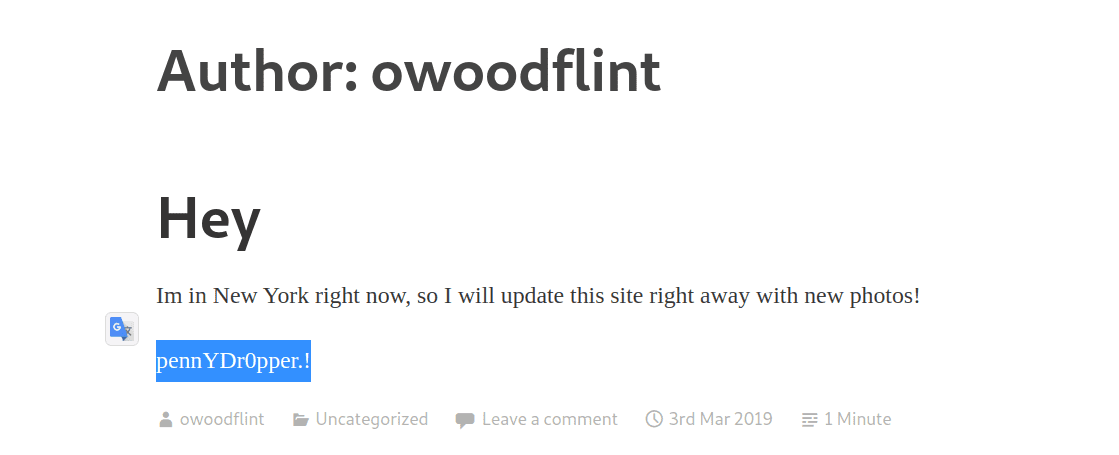 Author: owoodflint
Hey
Im in New York right now, so I will update this site right away with new photos!
pennYDr0pper.!
owoodflint Uncategorized Leave a comment 3rd Mar 2019 1 Minute